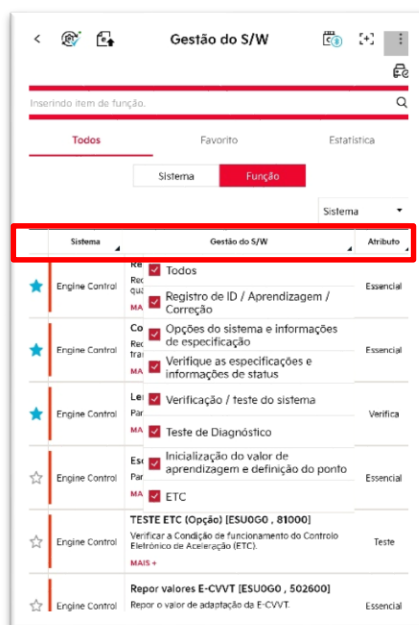 Gestão do S/W
Inserindo item de função.
Todos Favorito Estatística
Sistema Função
Sistema
Sistema Gestão do S/W Atributo
Todos
Engine Control Essencial
Registro de ID / Aprendizagem /
Correção
Opções do sistema e informações
de especificação
Engine Control Essencial
Verifique as especificações e
informações de status
Engine Control Verificação / teste do sistema Verifica
Teste de Diagnóstico
Inicialização do valor de
aprendizagem e definição do ponto
Engine Control Essencial
ETC
TESTE ETC (Opção) [ESU0G0 , 81000]
Engine Control Verificar a Condição de funcionamento do Controlo Teste
Eletrónico de Aceleração (ETC).
MAIS +
Repor valores E-CVVT [ESU0G0 , 502600]
Engine Control Repor o valor de adaptação da E-CVVT. Essencial